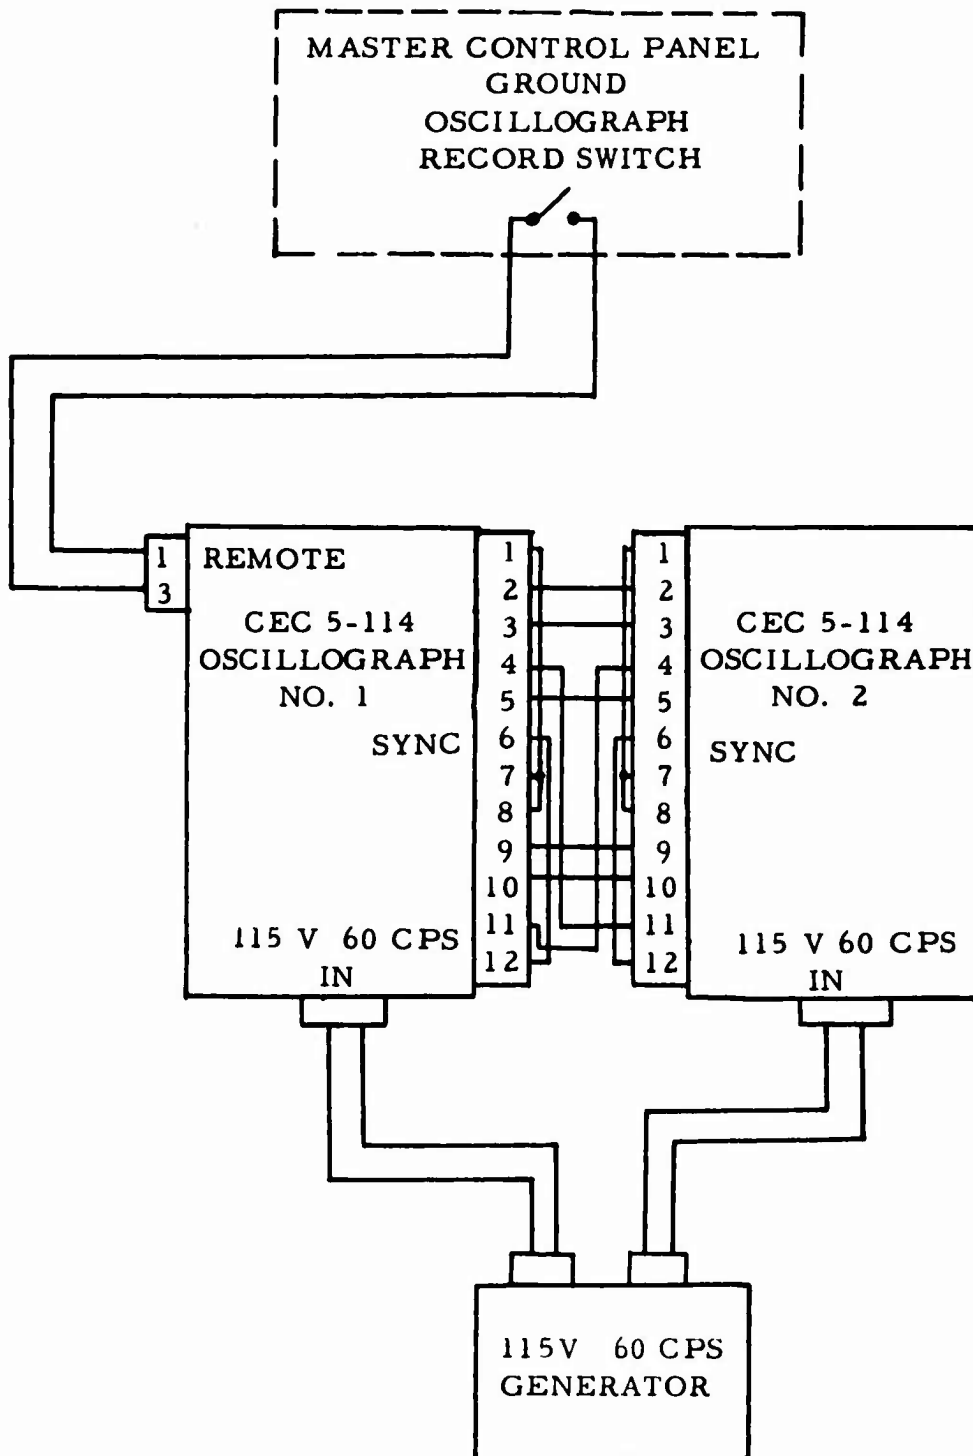 MASTER CONTROL PANEL
GROUND
OSCILLOGRAPH
RECORD SWITCH
1 REMOTE
3
CEC 5-114
OSCILLOGRAPH
NO. 1
SYNC
115 V 60 CPS
IN
1
2
3
4
5
6
7
8
9
10
11
12
1
2
3
4
5
6
7
8
9
10
11
12
CEC 5-114
OSCILLOGRAPH
NO. 2
SYNC
115 V 60 CPS
IN
115V 60 CPS
GENERATOR